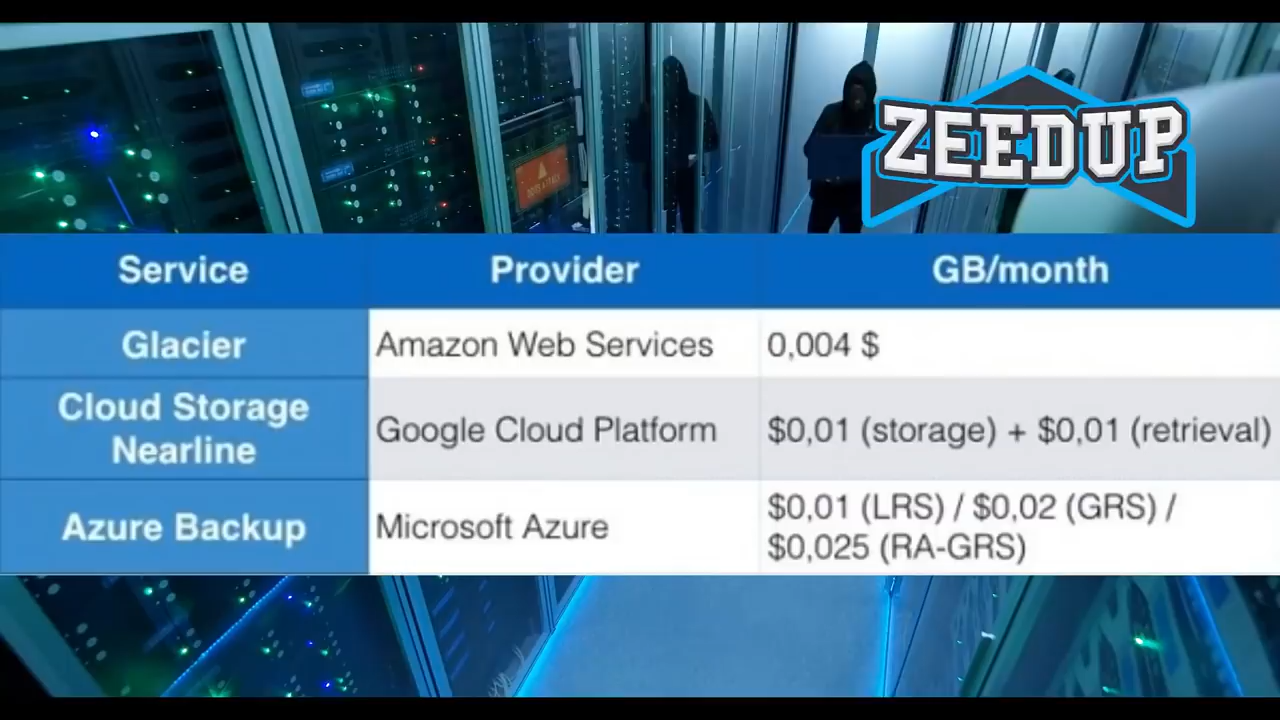 ZEEDUP
Service Provider GB/month
Glacier Amazon Web Services 0,004 $
Cloud Storage
Nearline
Google Cloud Platform $0,01 (storage) + $0,01 (retrieval)
Azure Backup Microsoft Azure
$0,01 (LRS) / $0,02 (GRS) /
$0,025 (RA-GRS)